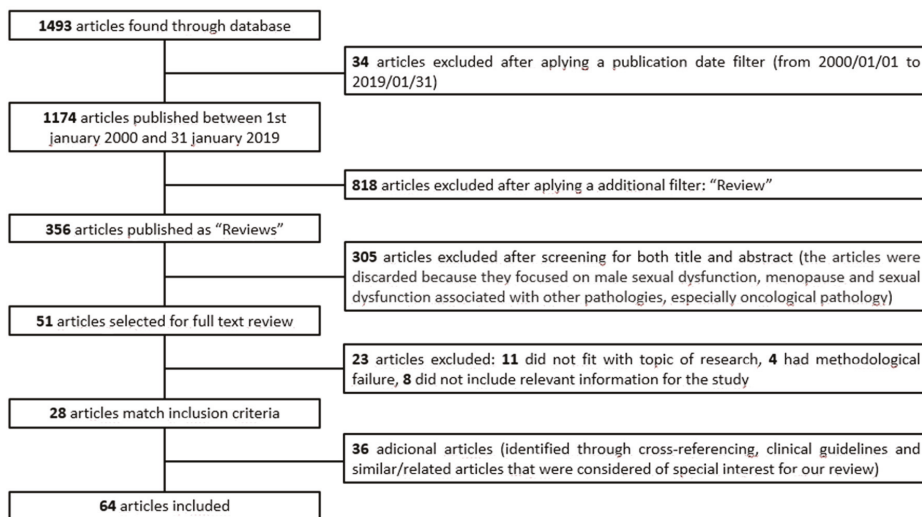 1493 articles found through database
34 articles excluded after aplying a publication date filter (from 2000/01/01 to
2019/01/31)
1174 articles published between 1st
january 2000 and 31 january 2019
818 articles excluded after aplying a additional filter: “Review”
356 articles published as “Reviews”
305 articles excluded after screening for both title and abstract (the articles were
discarded because they focused on male sexual dysfunction, menopause and sexual
dysfunction associated with other pathologies, especially oncological pathology)
51 articles selected for full text review
23 articles excluded: 11 did not fit with topic of research, 4 had methodological
failure, 8 did not include relevant information for the study
28 articles match inclusion criteria
36 adicional articles (identified through cross-referencing, clinical guidelines and
similar/related articles that were considered of special interest for our review)
64 articles included